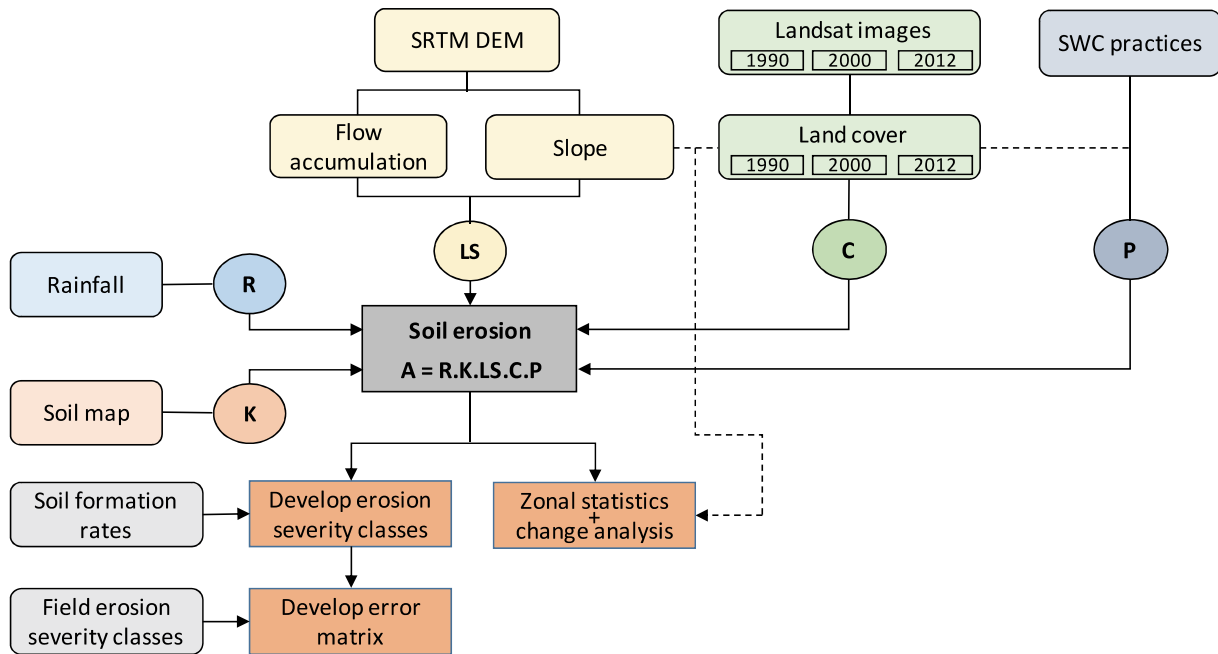 SRTM DEM
Landsat images
1990 2000 2012
SWC practices
Flow
accumulation
Slope
Land cover
1990 2000 2012
LS
C
P
Rainfall
R
Soil erosion
A = R.K.LS.C.P
Soil map
K
Soil formation
rates
Develop erosion
severity classes
Zonal statistics
+
change analysis
Field erosion
severity classes
Develop error
matrix